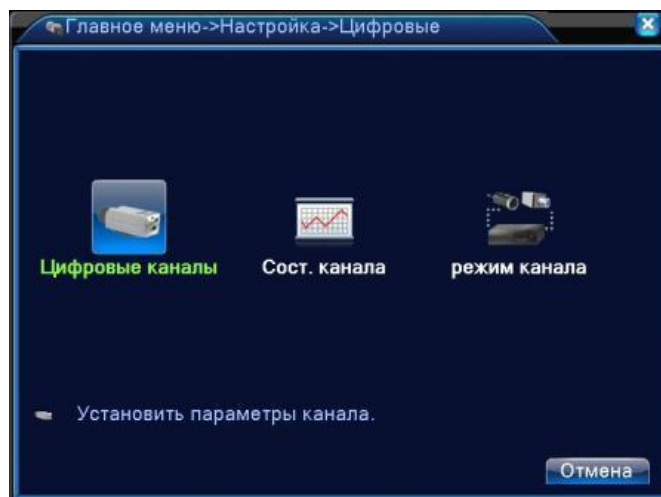 Главное меню->Настройка->Цифровые
Цифровые каналы
Сост. канала
режим канала
Установить параметры канала.
Отмена